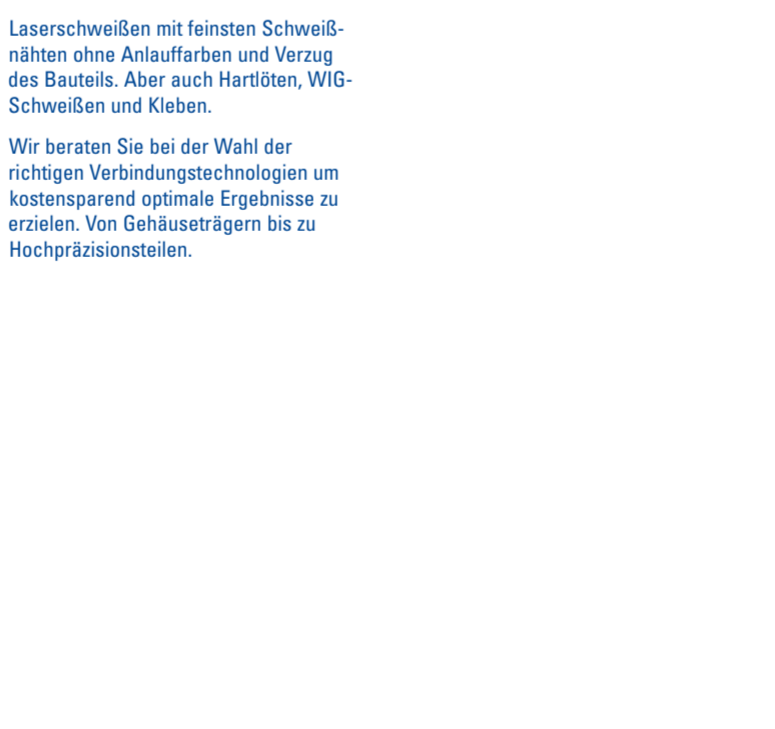 Laserschweißen mit feinsten Schweiß-
nähten ohne Anlauffarben und Verzug
des Bauteils. Aber auch Hartlöten, WIG-
Schweißen und Kleben.
Wir beraten Sie bei der Wahl der
richtigen Verbindungstechnologien um
kostensparend optimale Ergebnisse zu
erzielen. Von Gehäuseträgern bis zu
Hochpräzisionsteilen.